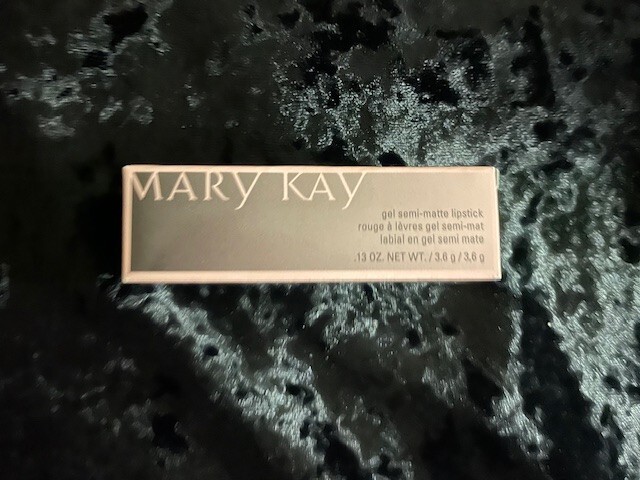 MARY KAY
gel semi-matte lipstick
rouge à lèvres gel semi-mat
labial en gel semi mate
.13 OZ. NET WT. / 3.6 g / 3,6 g